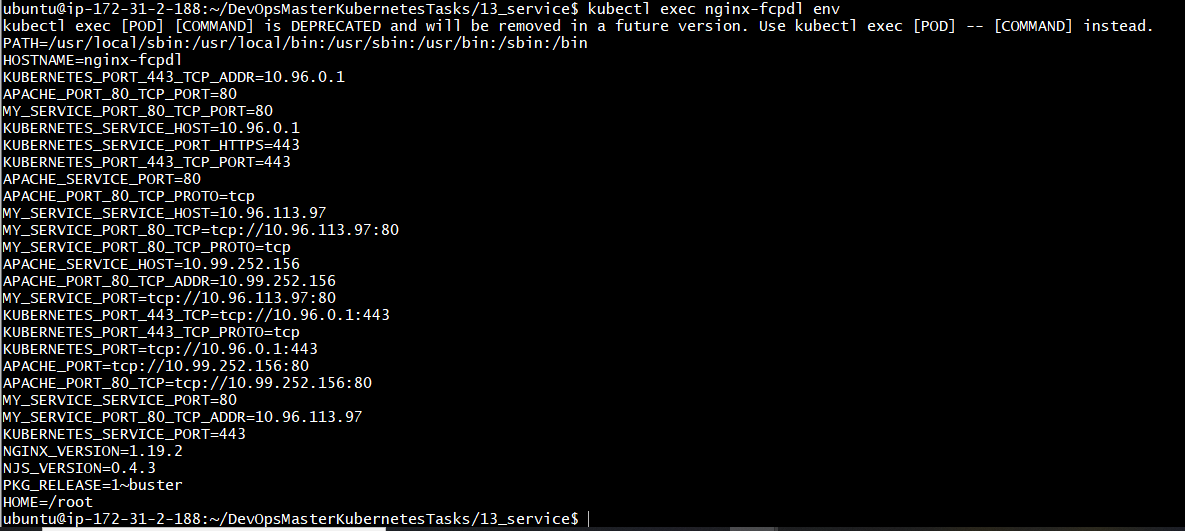 ubuntu@ip-172-31-2-188:~/DevOpsMasterKubernetesTasks/13_service$ kubectl exec nginx-fcpdl env
kubectl exec [POD] [COMMAND] is DEPRECATED and will be removed in a future version. Use kubectl exec [POD] -- [COMMAND] instead.
PATH=/usr/local/sbin:/usr/local/bin:/usr/sbin:/usr/bin:/sbin:/bin
HOSTNAME=nginx-fcpdl
KUBERNETES_PORT_443_TCP_ADDR=10.96.0.1
APACHE_PORT_80_TCP_PORT=80
MY_SERVICE_PORT_80_TCP_PORT=80
KUBERNETES_SERVICE_HOST=10.96.0.1
KUBERNETES_SERVICE_PORT_HTTPS=443
KUBERNETES_PORT_443_TCP_PORT=443
APACHE_SERVICE_PORT=80
APACHE_PORT_80_TCP_PROTO=tcp
MY_SERVICE_SERVICE_HOST=10.96.113.97
MY_SERVICE_PORT_80_TCP=tcp://10.96.113.97:80
MY_SERVICE_PORT_80_TCP_PROTO=tcp
APACHE_SERVICE_HOST=10.99.252.156
APACHE_PORT_80_TCP_ADDR=10.99.252.156
MY_SERVICE_PORT=tcp://10.96.113.97:80
KUBERNETES_PORT_443_TCP=tcp://10.96.0.1:443
KUBERNETES_PORT_443_TCP_PROTO=tcp
KUBERNETES_PORT=tcp://10.96.0.1:443
APACHE_PORT=tcp://10.99.252.156:80
APACHE_PORT_80_TCP=tcp://10.99.252.156:80
MY_SERVICE_SERVICE_PORT=80
MY_SERVICE_PORT_80_TCP_ADDR=10.96.113.97
KUBERNETES_SERVICE_PORT=443
NGINX_VERSION=1.19.2
NJS_VERSION=0.4.3
PKG_RELEASE=1~buster
HOME=/root
ubuntu@ip-172-31-2-188:~/DevOpsMasterKubernetesTasks/13_service$